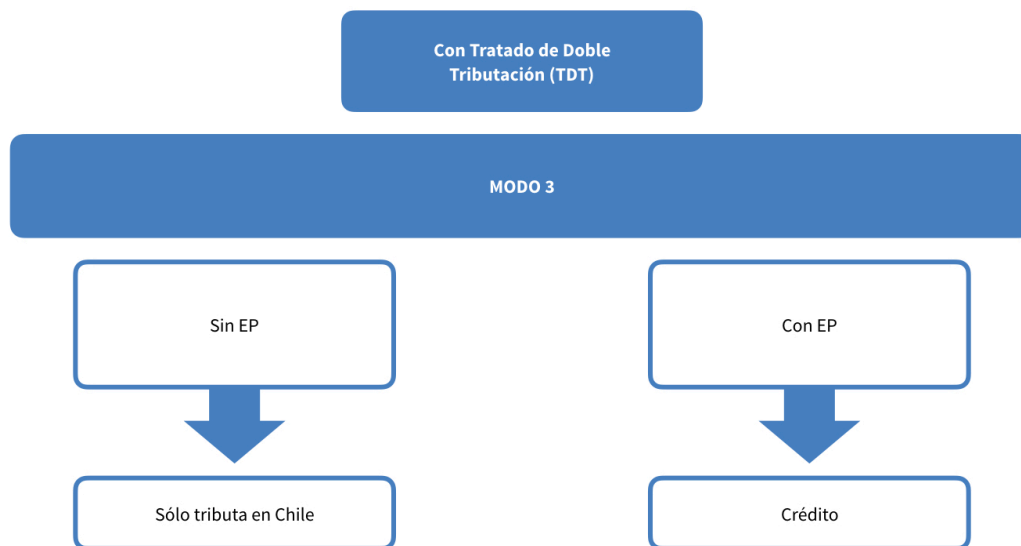 Con Tratado de Doble
Tributación (TDT)
MODO 3
Sin EP
Con EP
Sólo tributa en Chile
Crédito